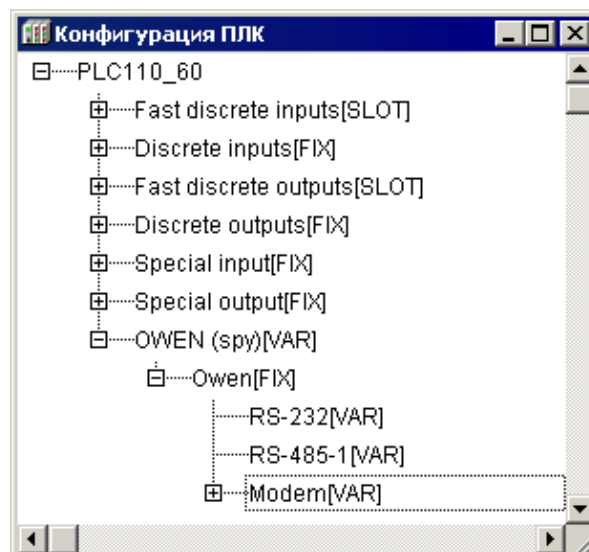 Конфигурация ПЛК
PLC110_60
Fast discrete inputs[SLOT]
Discrete inputs[FIX]
Fast discrete outputs[SLOT]
Discrete outputs[FIX]
Special input[FIX]
Special output[FIX]
OWEN (spy)[VAR]
Owen[FIX]
RS-232[VAR]
RS-485-1[VAR]
Modem[VAR]